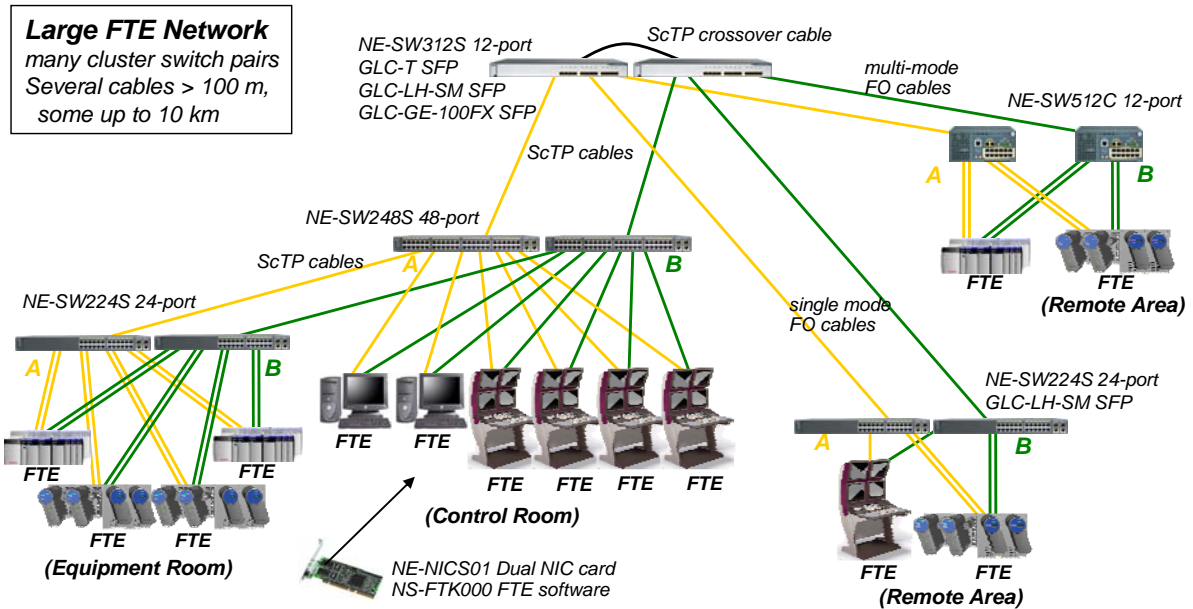 Large FTE Network
many cluster switch pairs
Several cables > 100 m,
some up to 10 km
NE-SW312S 12-port
GLC-T SFP
GLC-LH-SM SFP
GLC-GE-100FX SFP
ScTP crossover cable
multi-mode
FO cables
NE-SW512C 12-port
A
B
FTE
FTE
(Remote Area)
ScTP cables
NE-SW248S 48-port
A
B
ScTP cables
NE-SW224S 24-port
A
B
FTE
FTE
FTE
FTE
(Equipment Room)
FTE
FTE
FTE
FTE
FTE
FTE
(Control Room)
NE-NICS01 Dual NIC card
NS-FTK000 FTE software
single mode
FO cables
NE-SW224S 24-port
GLC-LH-SM SFP
A
B
FTE
FTE
(Remote Area)